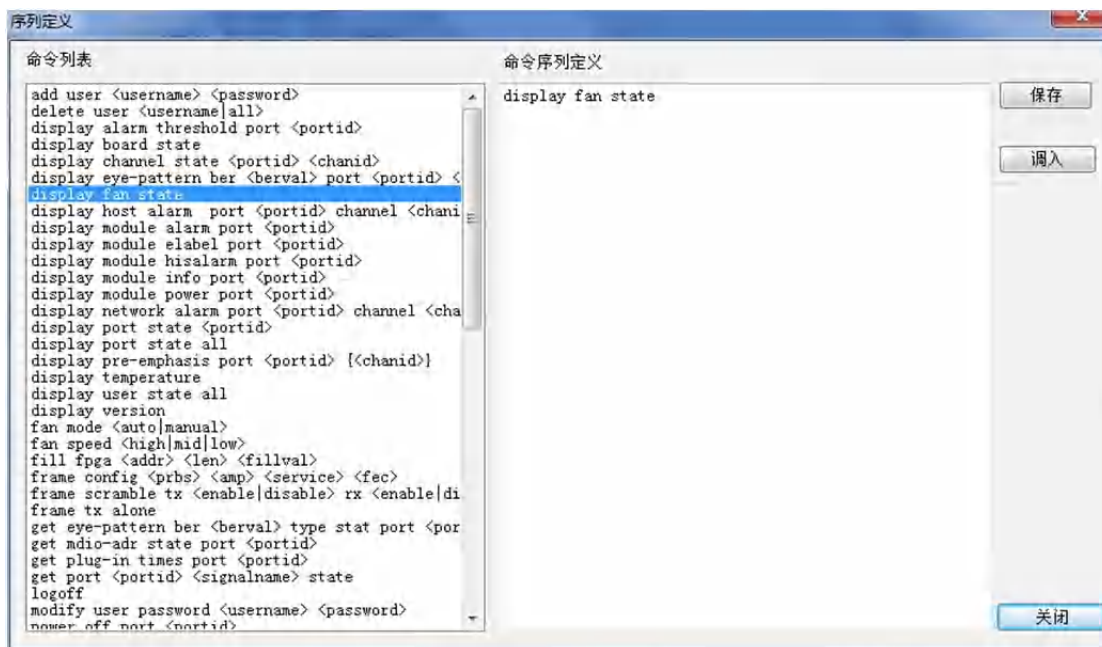 序列定义
命令列表
命令序列定义
add user <username> <password>
delete user <username|all>
display alarm threshold port <portid>
display board state
display channel state <portid> <chanid>
display eye-pattern ber <berval> port <portid> <
display fan state
display host alarm  port <portid> channel <chani
display module alarm port <portid>
display module elabel port <portid>
display module hisalarm port <portid>
display module info port <portid>
display module power port <portid>
display network alarm port <portid> channel <cha
display port state <portid>
display port state all
display pre-emphasis port <portid> {<chanid>}
display temperature
display user state all
display version
fan mode <auto|manual>
fan speed <high|mid|low>
fill fpga <addr> <len> <fillval>
frame config <prbs> <amp> <service> <fec>
frame scramble tx <enable|disable> rx <enable|di
frame tx alone
get eye-pattern ber <berval> type stat port <por
get mdio-adr state port <portid>
get plug-in times port <portid>
get port <portid> <signalname> state
logoff
modify user password <username> <password>
power off port <portid>
display fan state
保存
调入
关闭